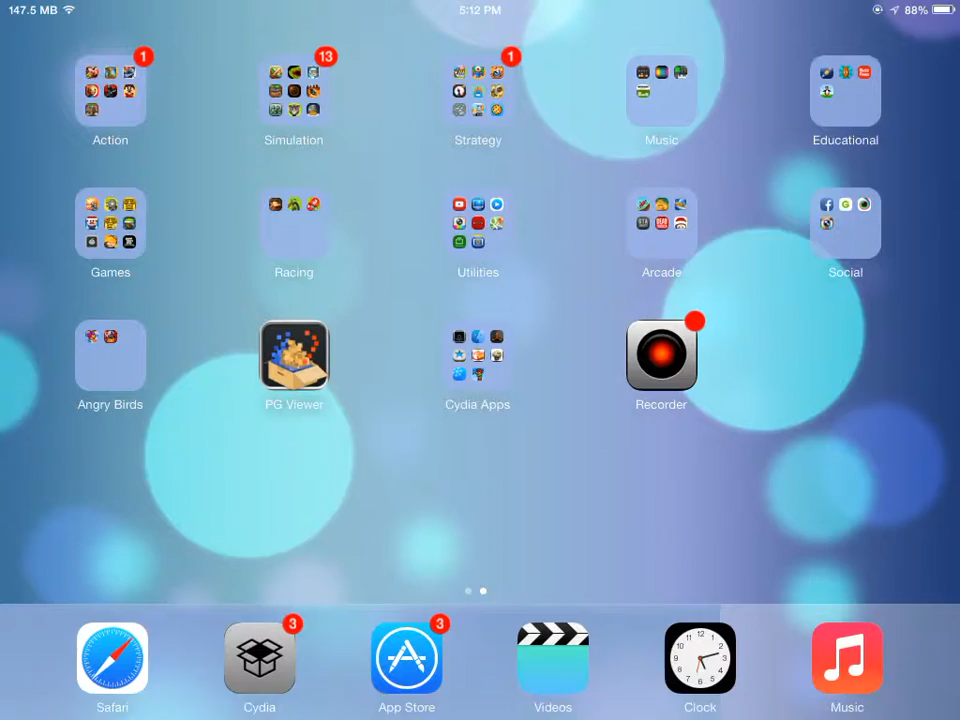 147.5 MB 5:12 PM 88%
1 13 1
Action Simulation Strategy Music Educational
Games Racing Utilities Arcade Social
Angry Birds PG Viewer Cydia Apps Recorder
3 3
Safari Cydia App Store Videos Clock Music